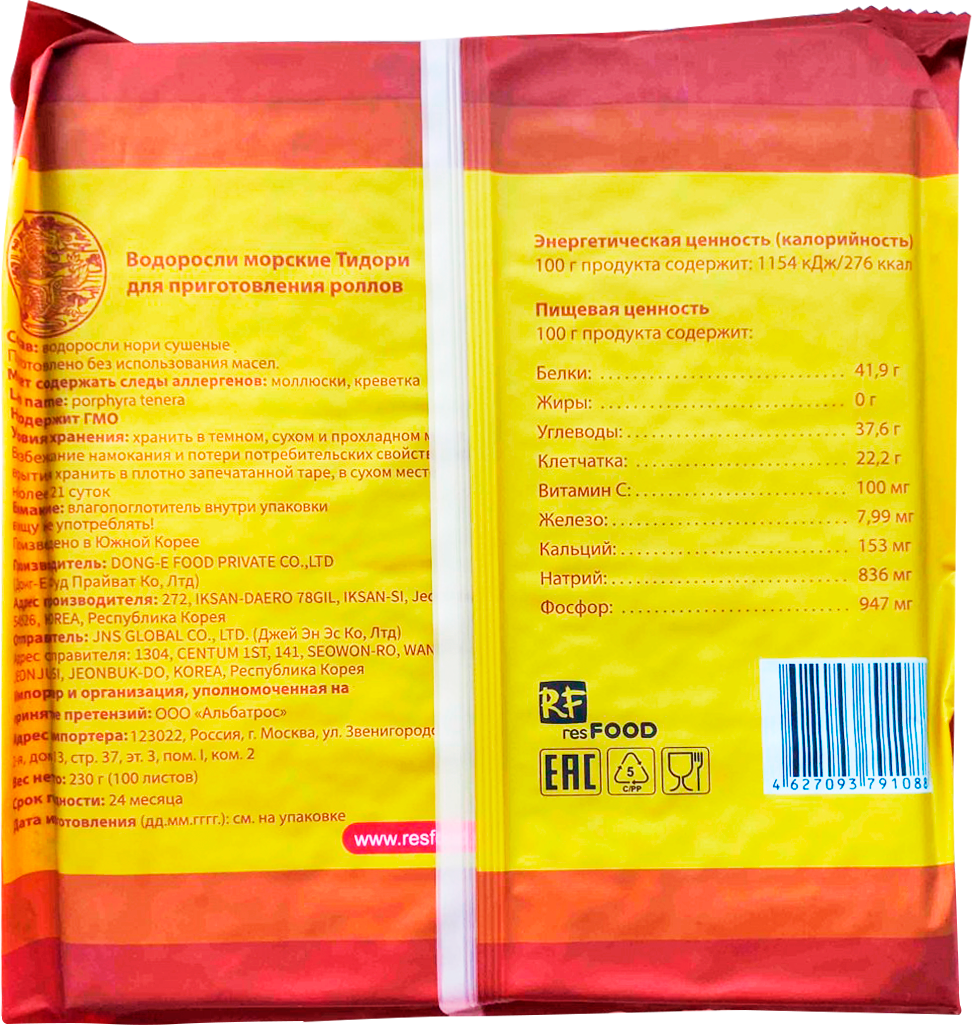 Водоросли морские Тидори
для приготовления роллов
водоросли нори сушеные
без использования масел.
содержать следы аллергенов: моллюски, креветка
name: porphyra tenera
ГМО
хранения: хранить в темном, сухом и прохладном
намокания и потери потребительских свойств
хранить в плотно запечатанной таре, в сухом
21 суток
влагопоглотитель внутри упаковки
не употреблять!
в Южной Корее
DONG-E FOOD PRIVATE CO.,LTD
Прайват Ко, Лтд)
Адрес производителя: 272, IKSAN-DAERO 78GIL, IKSAN-SI,
KOREA, Республика Корея
JNS GLOBAL CO., LTD. (Джей Эн Эс Ко, Лтд)
1304, CENTUM 1ST, 141, SEOWON-RO,
JEONBUK-DO, KOREA, Республика Корея
и организация, уполномоченная на
претензий: ООО «Альбатрос»
123022, Россия, г. Москва, ул.
3, стр. 37, эт. 3, пом. I, ком. 2
230 г (100 листов)
Срок 24 месяца
Дата (дд.мм.гггг.): см. на упаковке
Энергетическая ценность (калорийность)
100 г продукта содержит: 1154 кДж/276 ккал
Пищевая ценность
100 г продукта содержит:
Белки: 41,9 г
Жиры: 0 г
Углеводы: 37,6 г
Клетчатка: 22,2 г
Витамин С: 100 мг
Железо: 7,99 мг
Кальций: 153 мг
Натрий: 836 мг
Фосфор: 947 мг
RF
resFOOD
EAC
5
C/PP
4 627093 791088